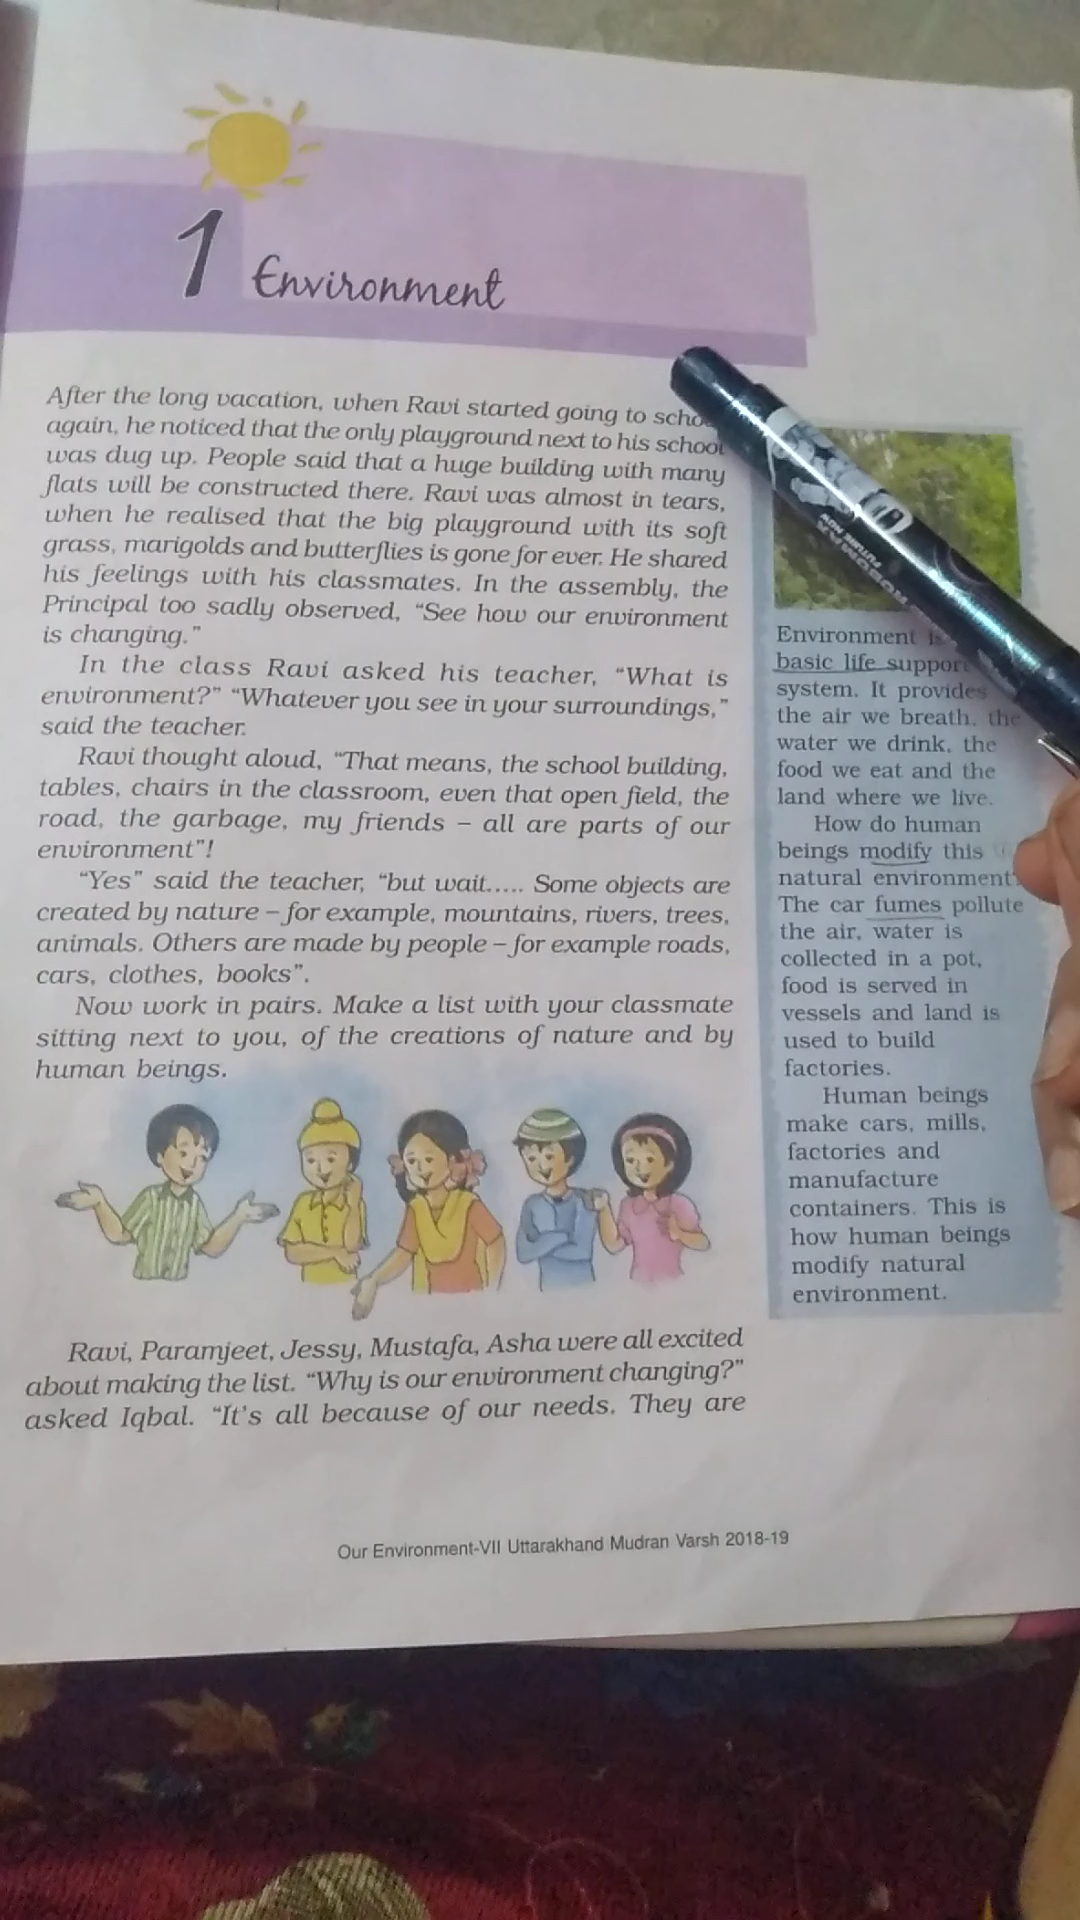 1 Environment
After the long vacation, when Ravi started going to
again, he noticed that the only playground next to his school
was dug up. People said that a huge building with many
flats will be constructed there. Ravi was almost in tears,
when he realised that the big playground with its soft
grass, marigolds and butterflies is gone for ever. He shared
his feelings with his classmates. In the assembly, the
Principal too sadly observed, “See how our environment
is changing.”
In the class Ravi asked his teacher, “What is
environment?” “Whatever you see in your surroundings,”
said the teacher.
Ravi thought aloud, “That means, the school building,
tables, chairs in the classroom, even that open field, the
road, the garbage, my friends – all are parts of our
environment”!
“Yes” said the teacher, “but wait..... Some objects are
created by nature – for example, mountains, rivers, trees,
animals. Others are made by people – for example roads,
cars, clothes, books”.
Now work in pairs. Make a list with your classmate
sitting next to you, of the creations of nature and by
human beings.
Ravi, Paramjeet, Jessy, Mustafa, Asha were all excited
about making the list. “Why is our environment changing?”
asked Iqbal. “It’s all because of our needs. They are
Environment
basic life support
system. It provides
the air we breath, the
water we drink, the
food we eat and the
land where we live.
How do human
beings modify this
natural environment?
The car fumes pollute
the air, water is
collected in a pot,
food is served in
vessels and land is
used to build
factories.
Human beings
make cars, mills,
factories and
manufacture
containers. This is
how human beings
modify natural
environment.
Our Environment-VII Uttarakhand Mudran Varsh 2018-19
FUTURE